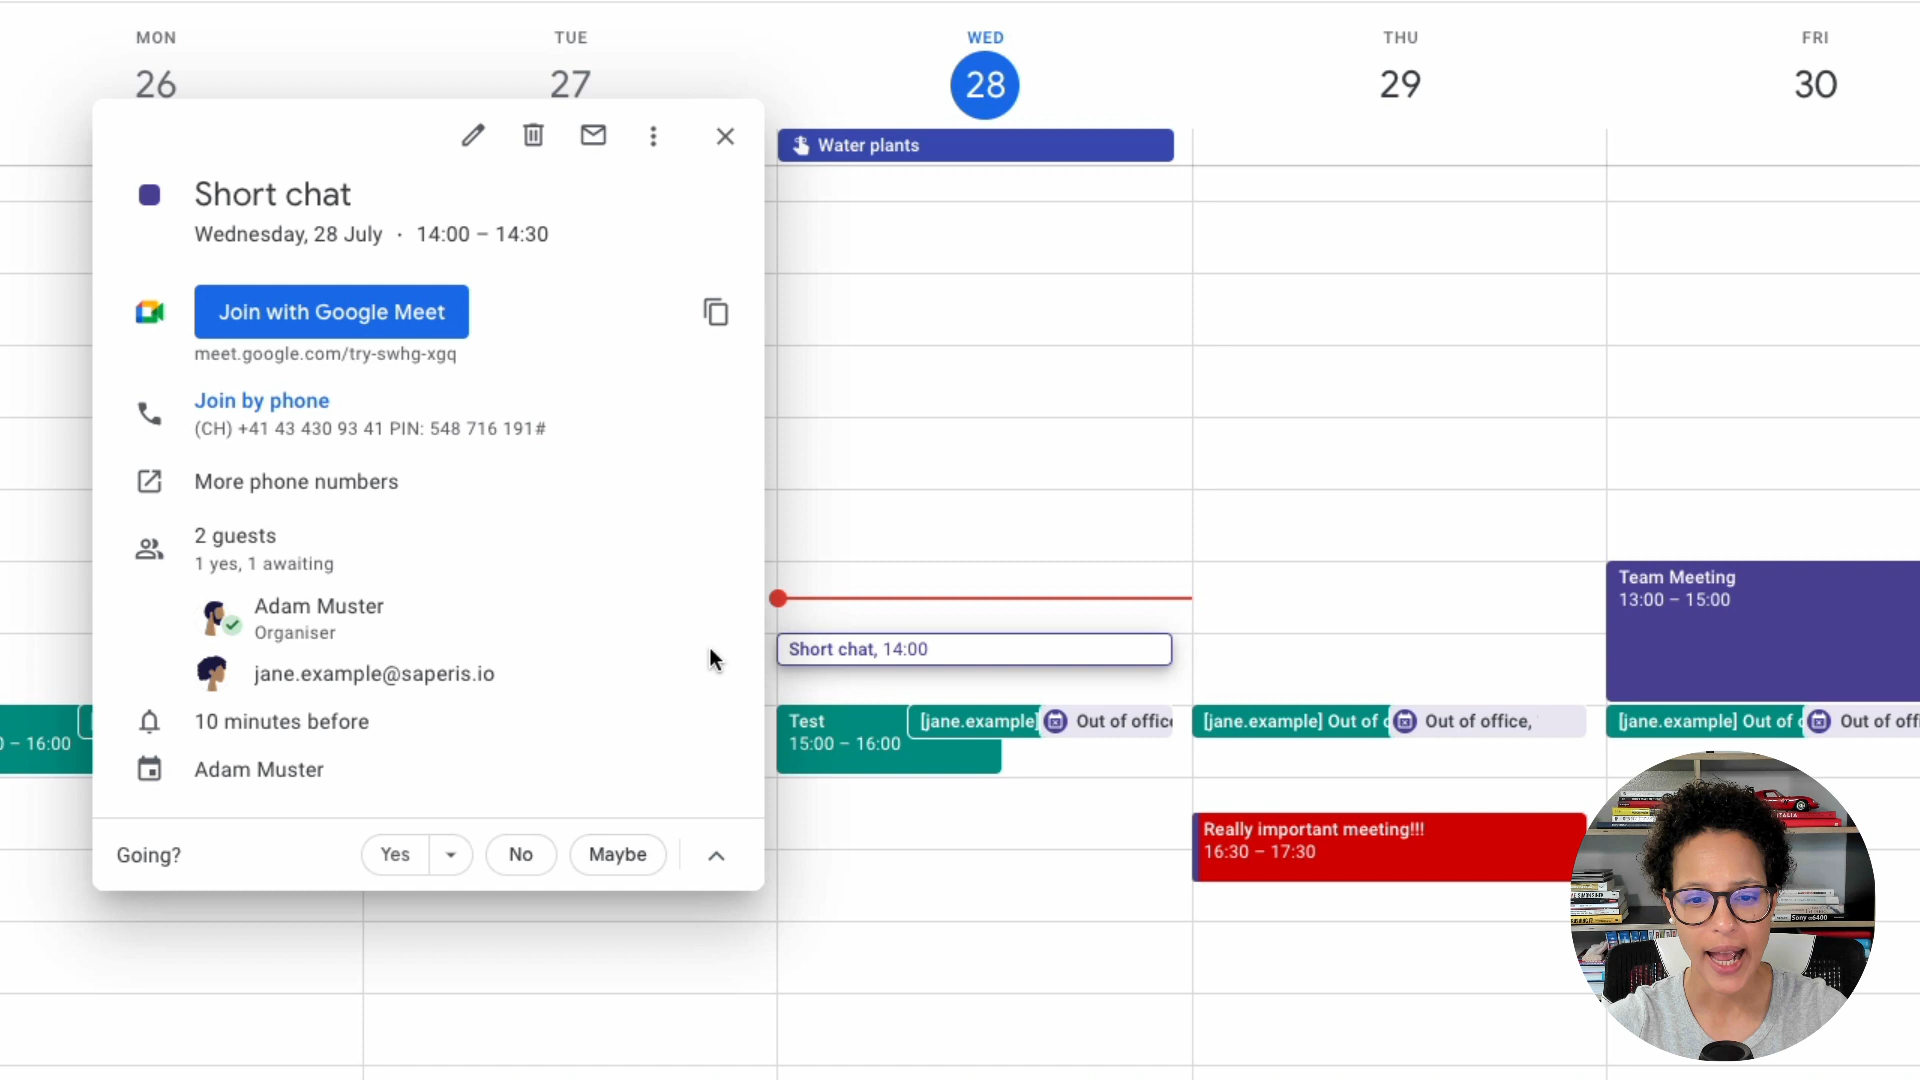 MON
TUE
WED
THU
FRI
26
27
28
29
30
Water plants
Short chat
Wednesday, 28 July · 14:00 – 14:30
Join with Google Meet
meet.google.com/try-swhg-xgq
Join by phone
(CH) +41 43 430 93 41 PIN: 548 716 191#
More phone numbers
2 guests
1 yes, 1 awaiting
Adam Muster
Organiser
jane.example@saperis.io
10 minutes before
Adam Muster
Going?
Yes
No
Maybe
– 16:00
Short chat, 14:00
Test
15:00 – 16:00
[jane.example]
Out of office
[jane.example] Out of
Out of office,
Team Meeting
13:00 – 15:00
[jane.example] Out of
Out of off
Really important meeting!!!
16:30 – 17:30
ITALIA